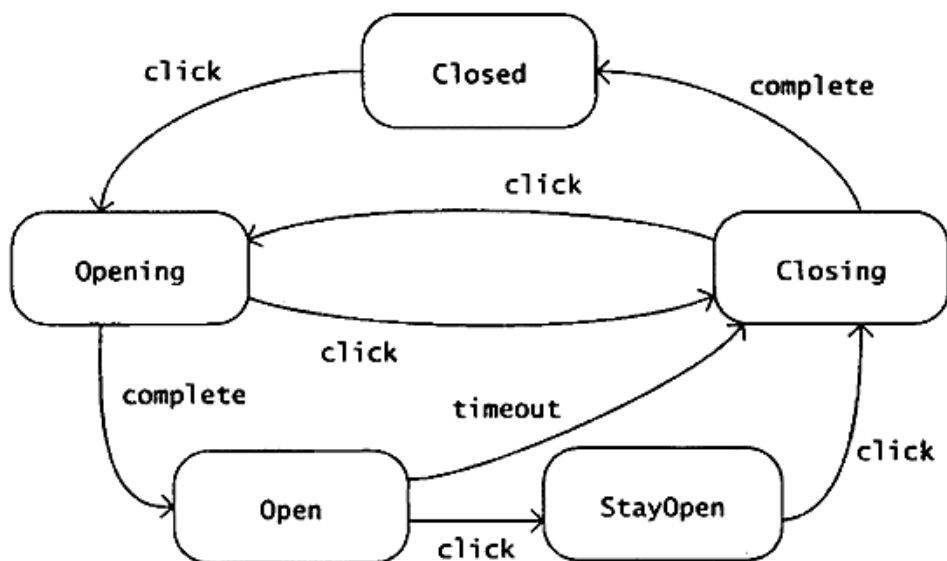 Closed
click
complete
click
Opening
Closing
click
complete
timeout
click
Open
StayOpen
click